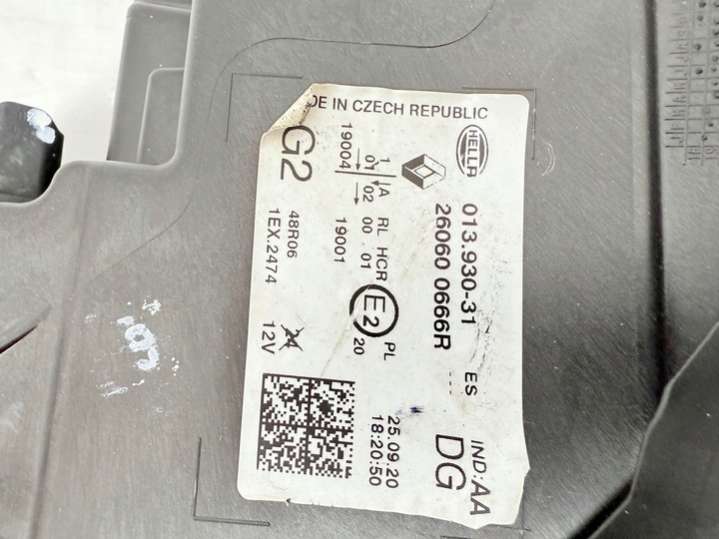 DE IN CZECH REPUBLIC
HELLA
013.930-31
26060 0666R
ES
IND:AA
DG
1 A RL HCR PL
01 02 00 . 01
19004 19001
E2
20
G2
48R06
1EX.2474
12V
25.09.20
18:20:50